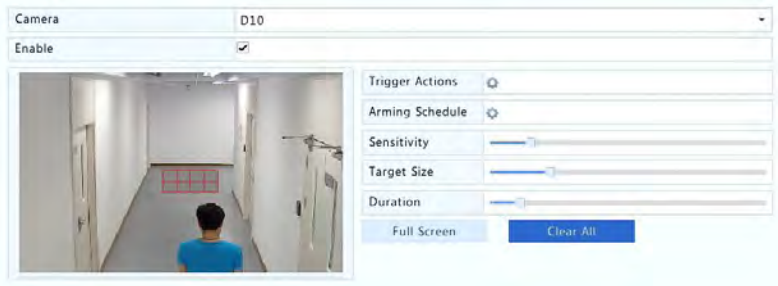 Camera
D10
Enable
Trigger Actions
Arming Schedule
Sensitivity
Target Size
Duration
Full Screen
Clear All